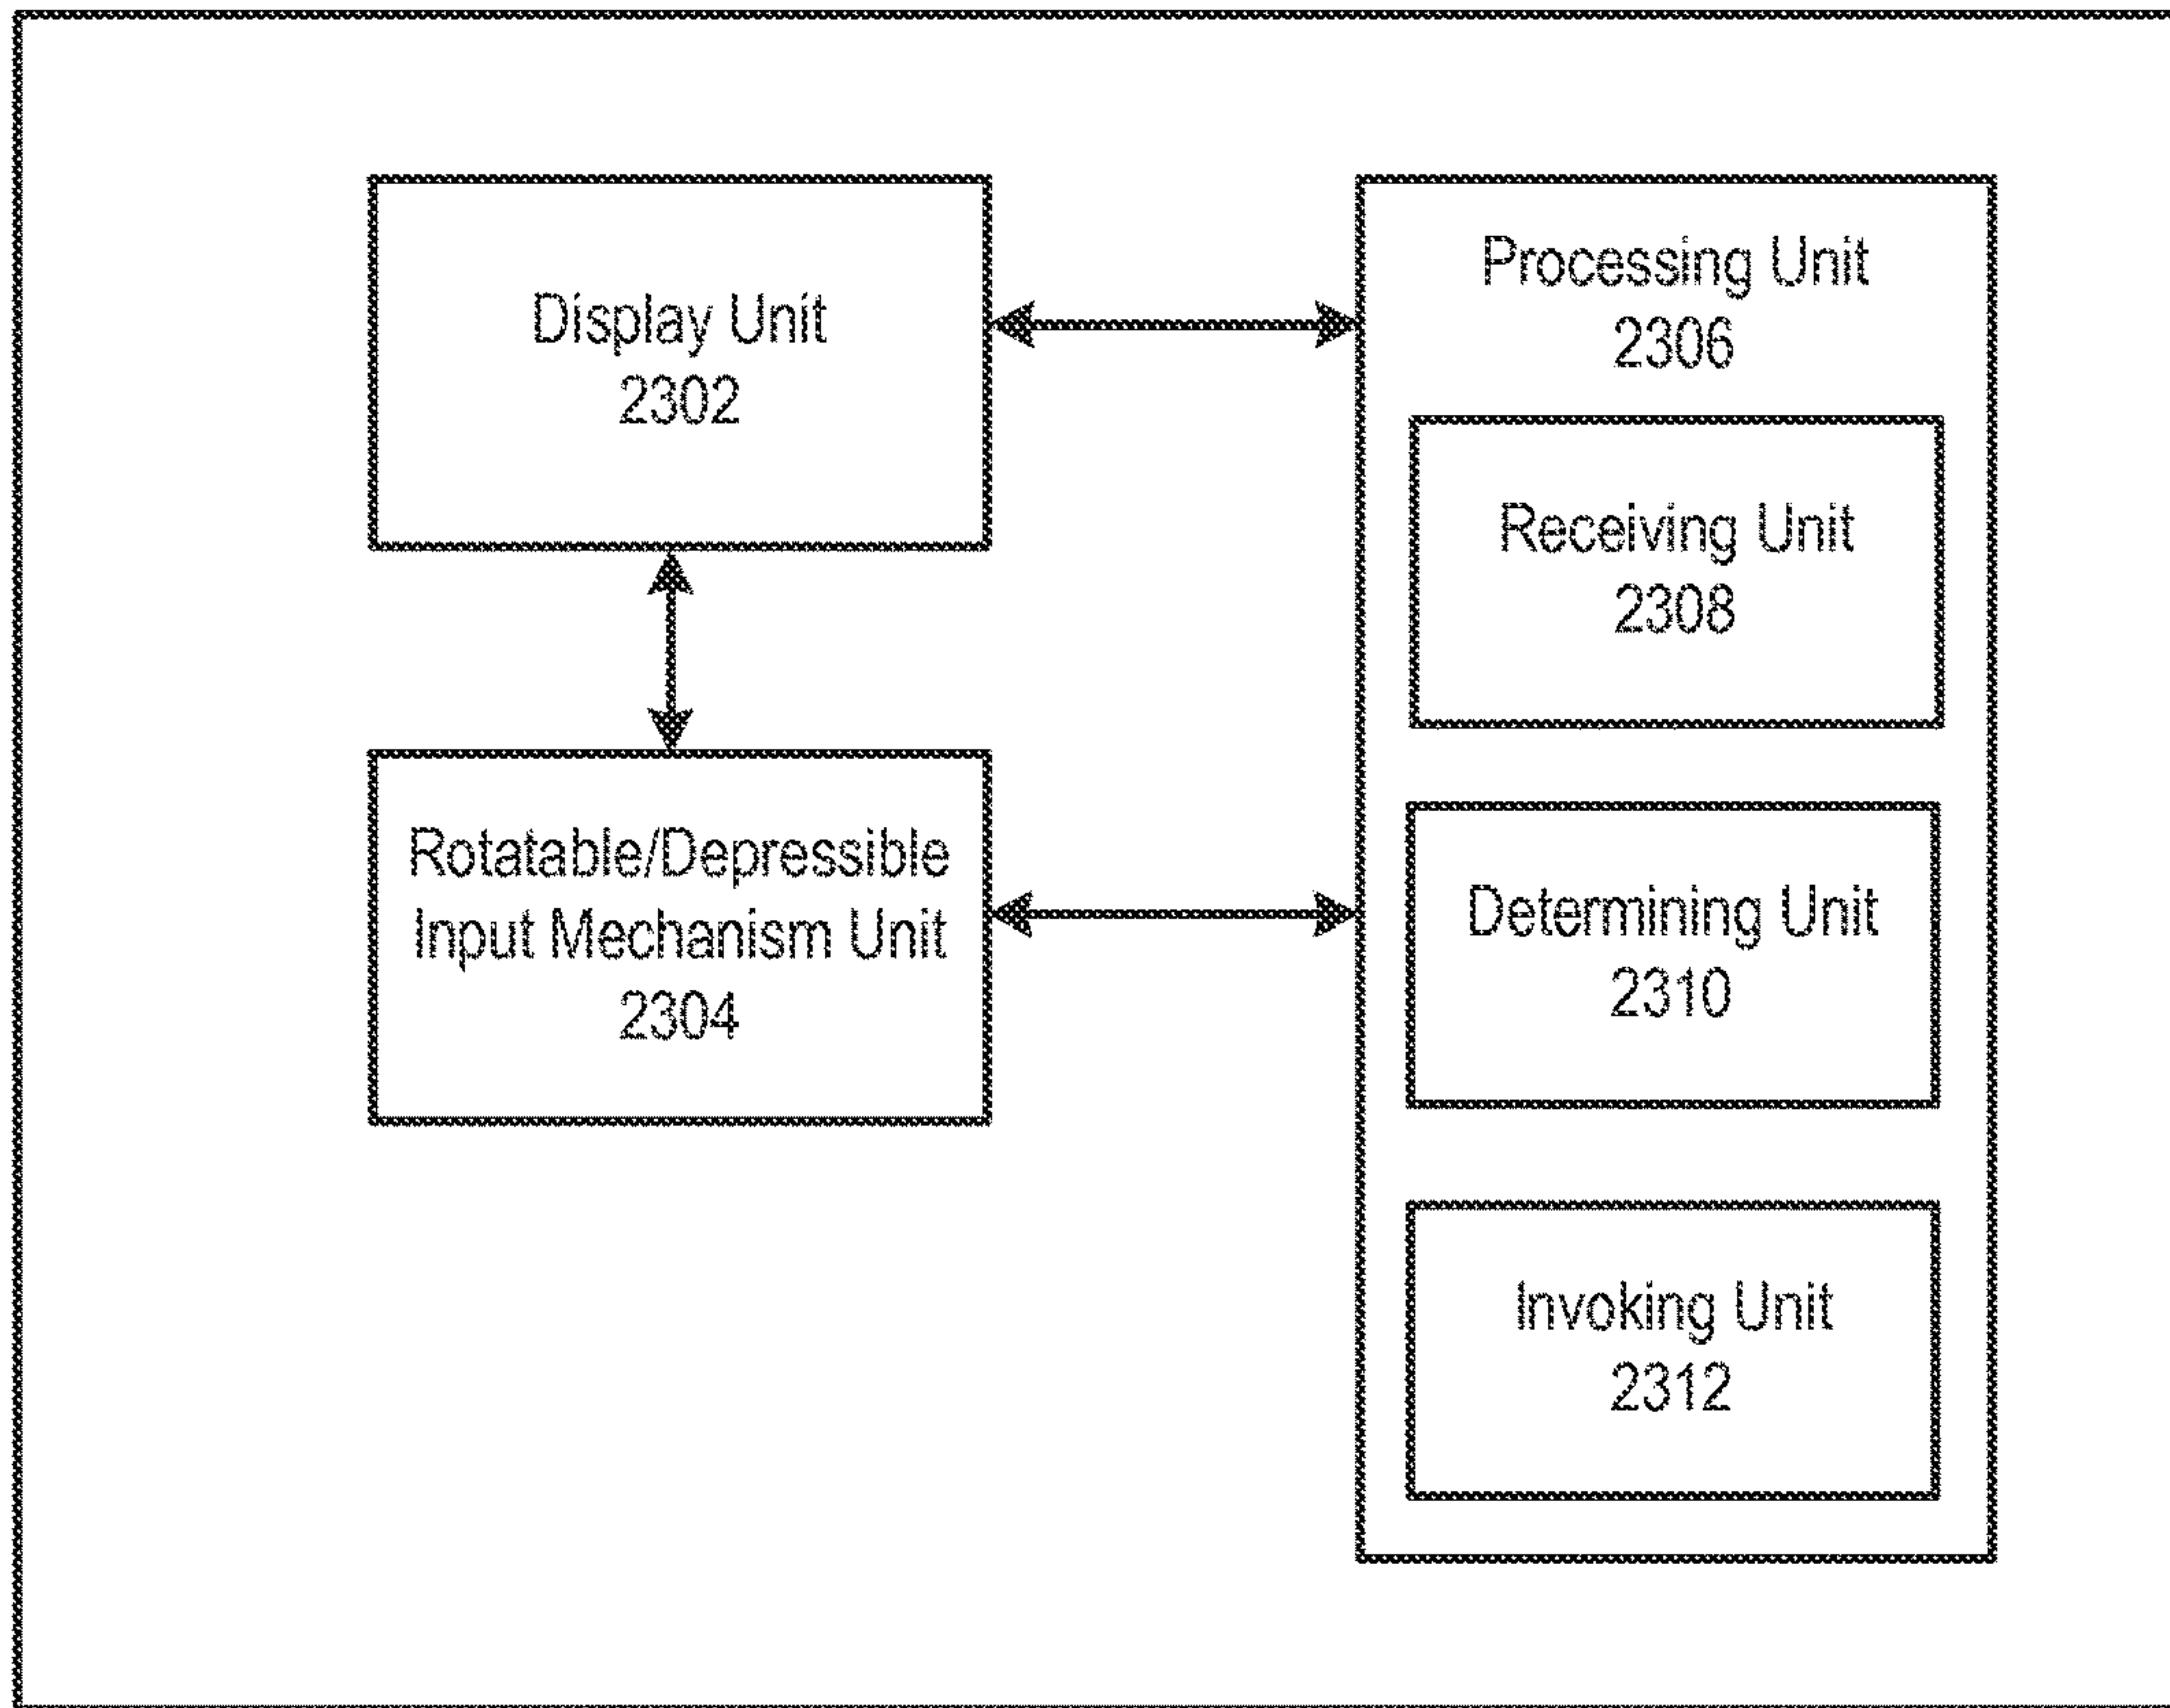 Display Unit
2302
Rotatable/Depressible
Input Mechanism Unit
2304
Processing Unit
2306
Receiving Unit
2308
Determining Unit
2310
Invoking Unit
2312